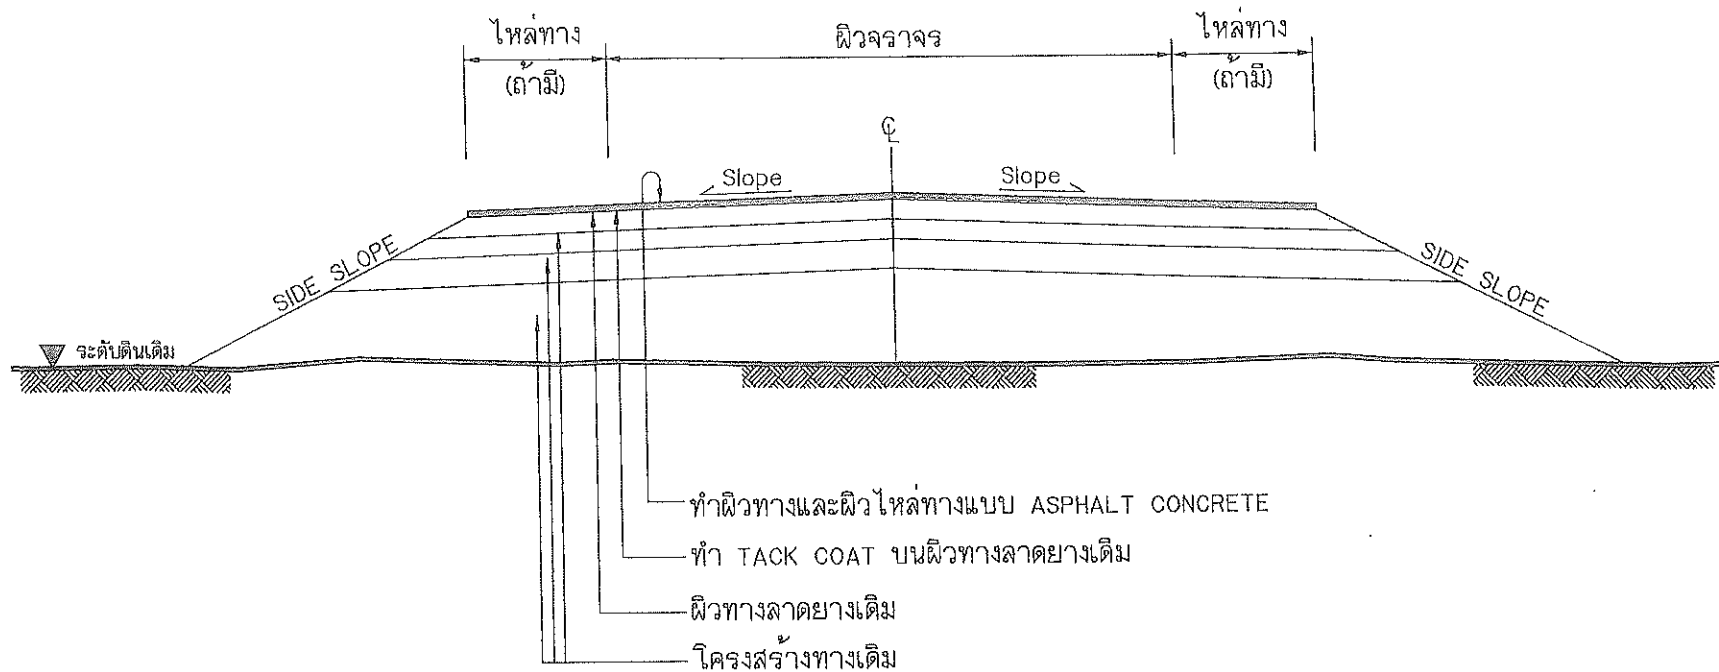 ไหล่ทาง ผิวจราจร ไหล่ทาง
(ถ้ามี) (ถ้ามี)
℄
Slope Slope
SIDE SLOPE SIDE SLOPE
ระดับดินเดิม
ทำผิวทางและผิวไหล่ทางแบบ ASPHALT CONCRETE
ทำ TACK COAT บนผิวทางลาดยางเดิม
ผิวทางลาดยางเดิม
โครงสร้างทางเดิม